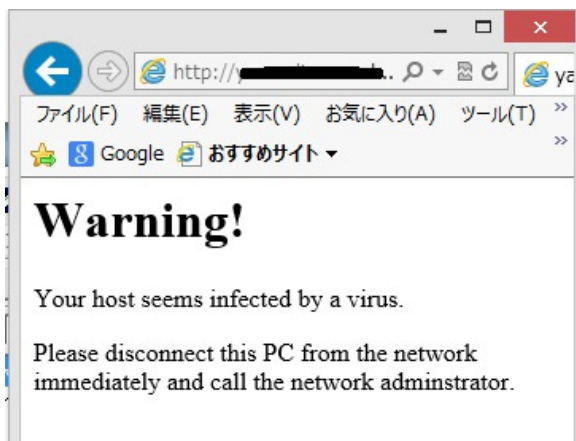 http://y
.. 
ya
ファイル(F) 編集(E) 表示(V) お気に入り(A) ツール(T) »
8 Google おすすめサイト ▼ »
Warning!
Your host seems infected by a virus.
Please disconnect this PC from the network
immediately and call the network adminstrator.